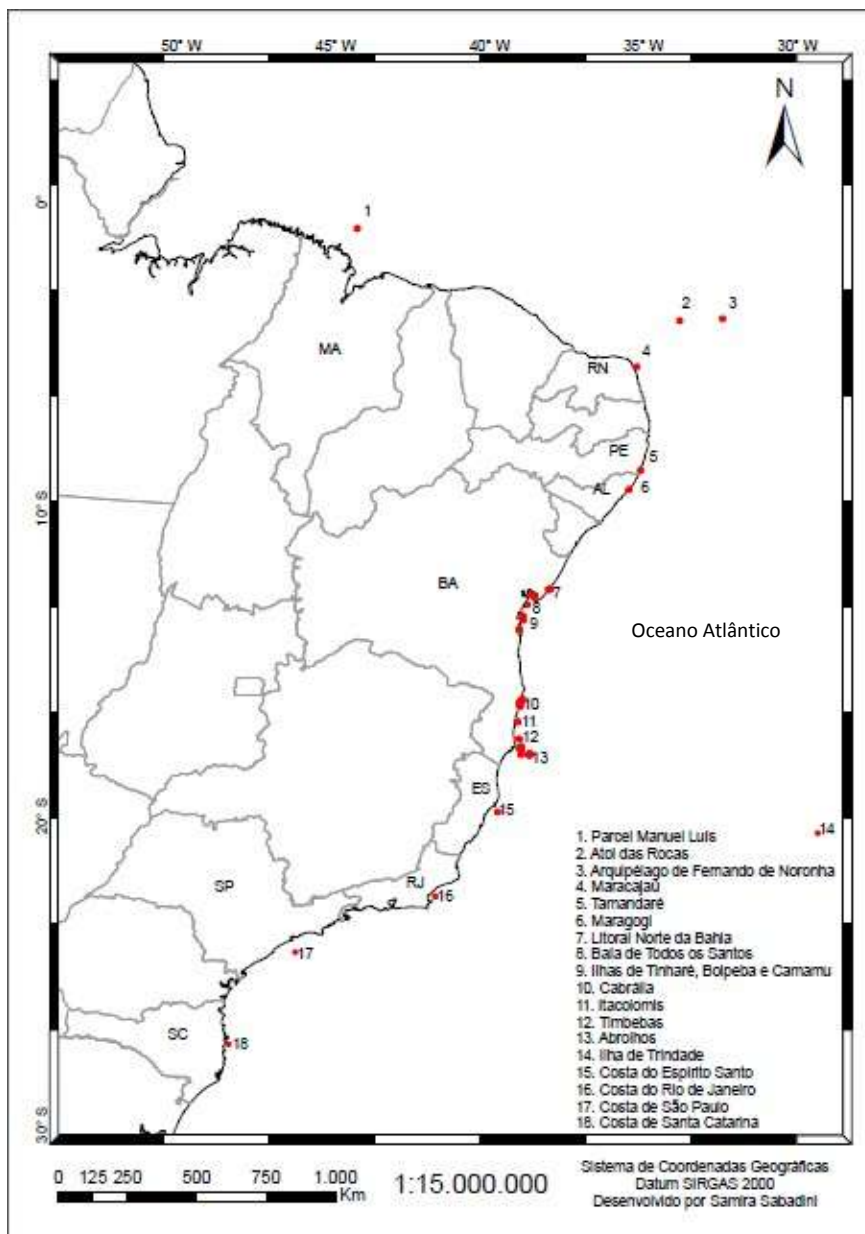 50° W 45° W 40° W 35° W 30° W
N
0°
1
2 3
4
MA
RN
PE
5
AL
6
10° S
BA
7
8
9
Oceano Atlântico
10
11
12
13
ES
15
14
20° S
SP
RJ
16
17
SC
18
30° S
1. Parcel Manuel Luis
2. Atol das Rocas
3. Arquipélago de Fernando de Noronha
4. Maracajaú
5. Tamandaré
6. Maragogi
7. Litoral Norte da Bahia
8. Baía de Todos os Santos
9. Ilhas de Tinharé, Boipeba e Camamu
10. Cabrália
11. Itacolomis
12. Timbebas
13. Abrolhos
14. Ilha de Trindade
15. Costa do Espírito Santo
16. Costa do Rio de Janeiro
17. Costa de São Paulo
18. Costa de Santa Catarina
0 125 250 500 750 1.000
Km
1:15.000.000
Sistema de Coordenadas Geográficas
Datum SIRGAS 2000
Desenvolvido por Samira Sabadini